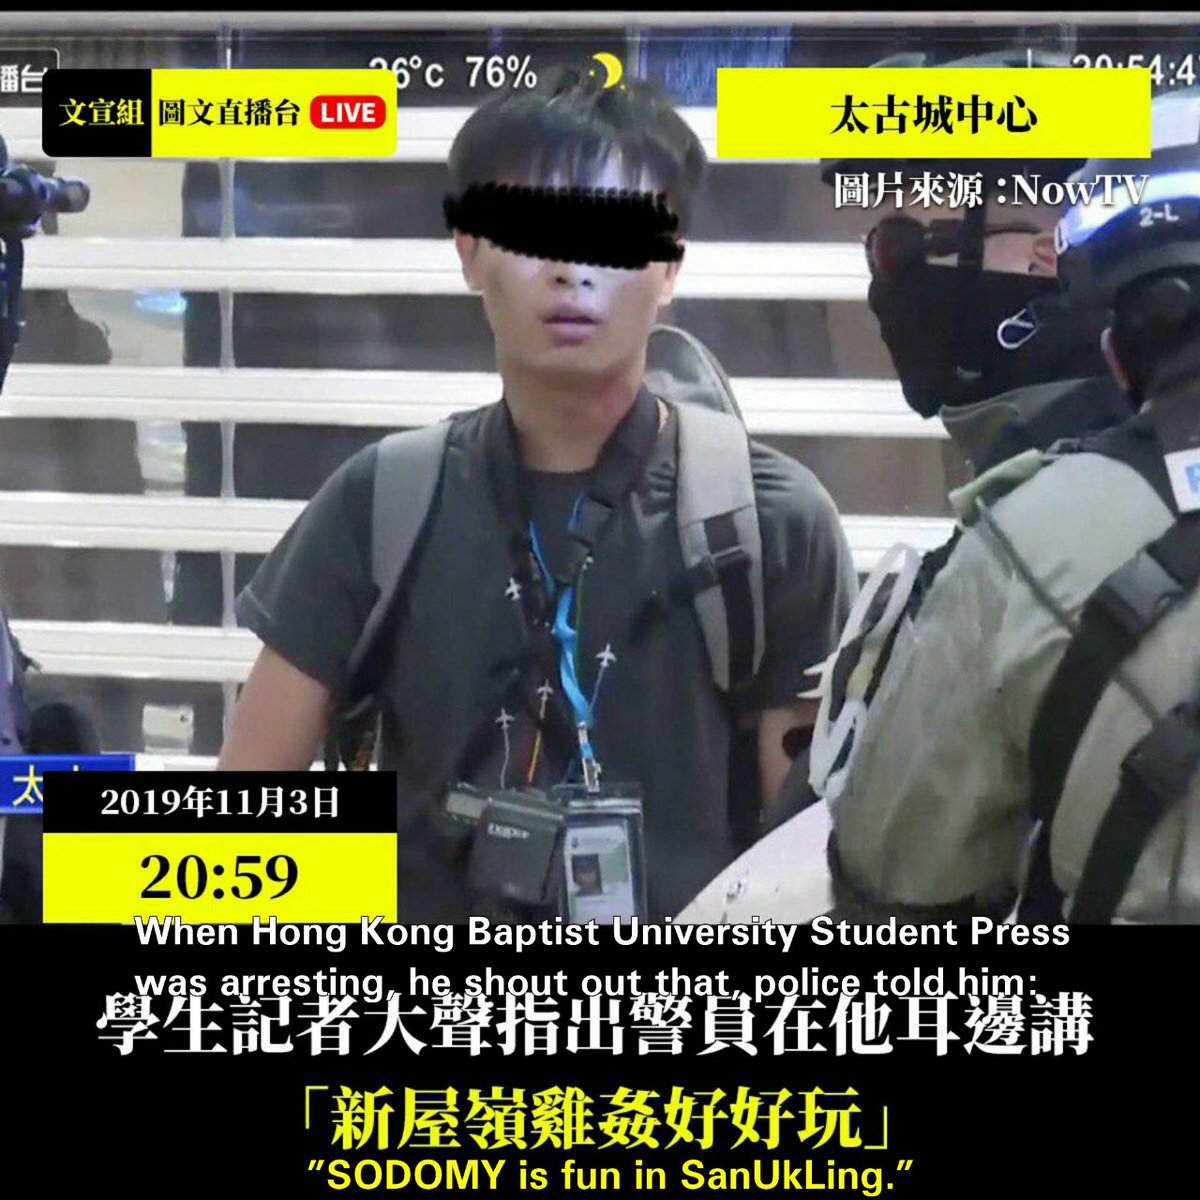 26°c 76%
播台
文宣組 圖文直播台 LIVE
太古城中心
圖片來源：NowTV
2-L
太
2019年11月3日
20:59
When Hong Kong Baptist University Student Press
was arresting, he shout out that, police told him:
學生記者大聲指出警員在他耳邊講
「新屋嶺雞姦好好玩」
"SODOMY is fun in SanUkLing."